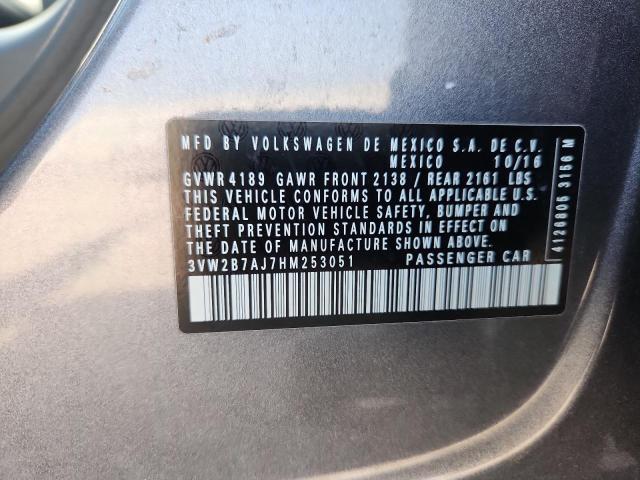 MFD BY VOLKSWAGEN DE MEXICO S.A. DE C.V.
MEXICO 10/16
GVWR 4189 GAWR FRONT 2138 / REAR 2161 LBS
THIS VEHICLE CONFORMS TO ALL APPLICABLE U.S.
FEDERAL MOTOR VEHICLE SAFETY, BUMPER AND
THEFT PREVENTION STANDARDS IN EFFECT ON
THE DATE OF MANUFACTURE SHOWN ABOVE.
3VW2B7AJ7HM253051 PASSENGER CAR
4128805 3156 M